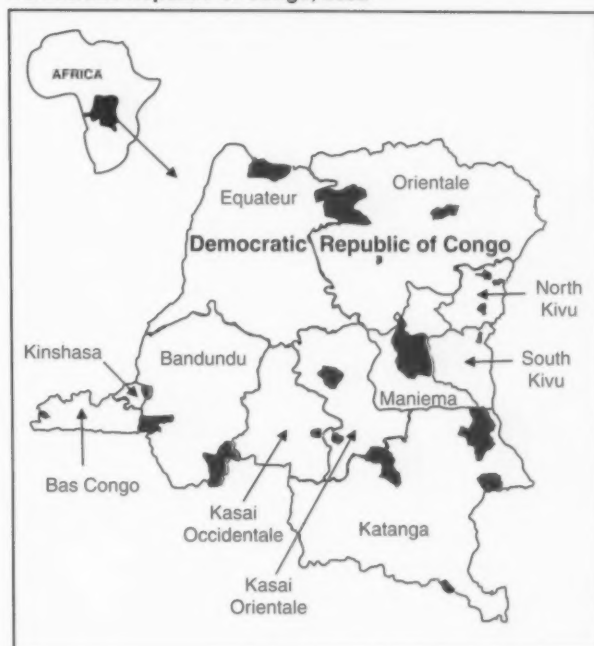 AFRICA
Equateur
Orientale
Democratic Republic of Congo
North
Kivu
Kinshasa
Bandundu
South
Kivu
Maniema
Bas Congo
Kasai
Occidentale
Katanga
Kasai
Orientale